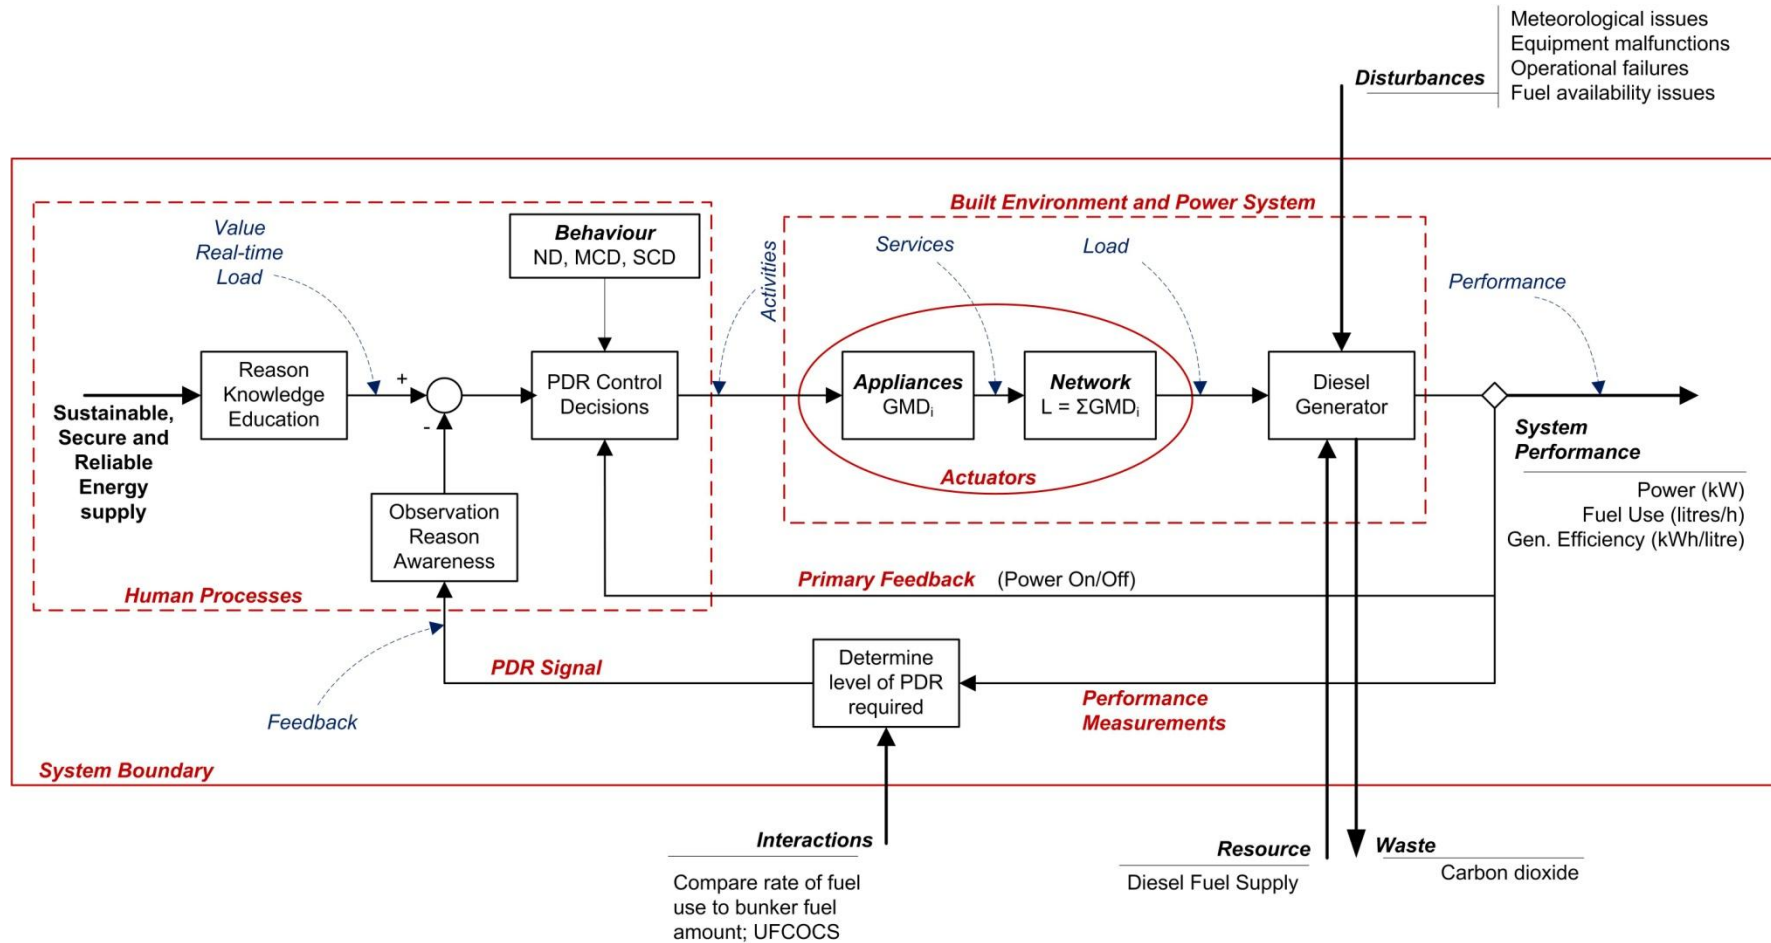 Meteorological issues
Equipment malfunctions
Operational failures
Fuel availability issues
Disturbances
Built Environment and Power System
Value
Real-time
Load
Behaviour
ND, MCD, SCD
Activities
Services
Load
Performance
Reason
Knowledge
Education
+
-
PDR Control
Decisions
Appliances
GMDᵢ
Network
L = ΣGMDᵢ
Diesel
Generator
Sustainable,
Secure and
Reliable
Energy
supply
Actuators
System
Performance
Power (kW)
Fuel Use (litres/h)
Gen. Efficiency (kWh/litre)
Observation
Reason
Awareness
Human Processes
Primary Feedback (Power On/Off)
PDR Signal
Determine
level of PDR
required
Performance
Measurements
Feedback
System Boundary
Interactions
Compare rate of fuel
use to bunker fuel
amount; UFCOCS
Resource
Diesel Fuel Supply
Waste
Carbon dioxide